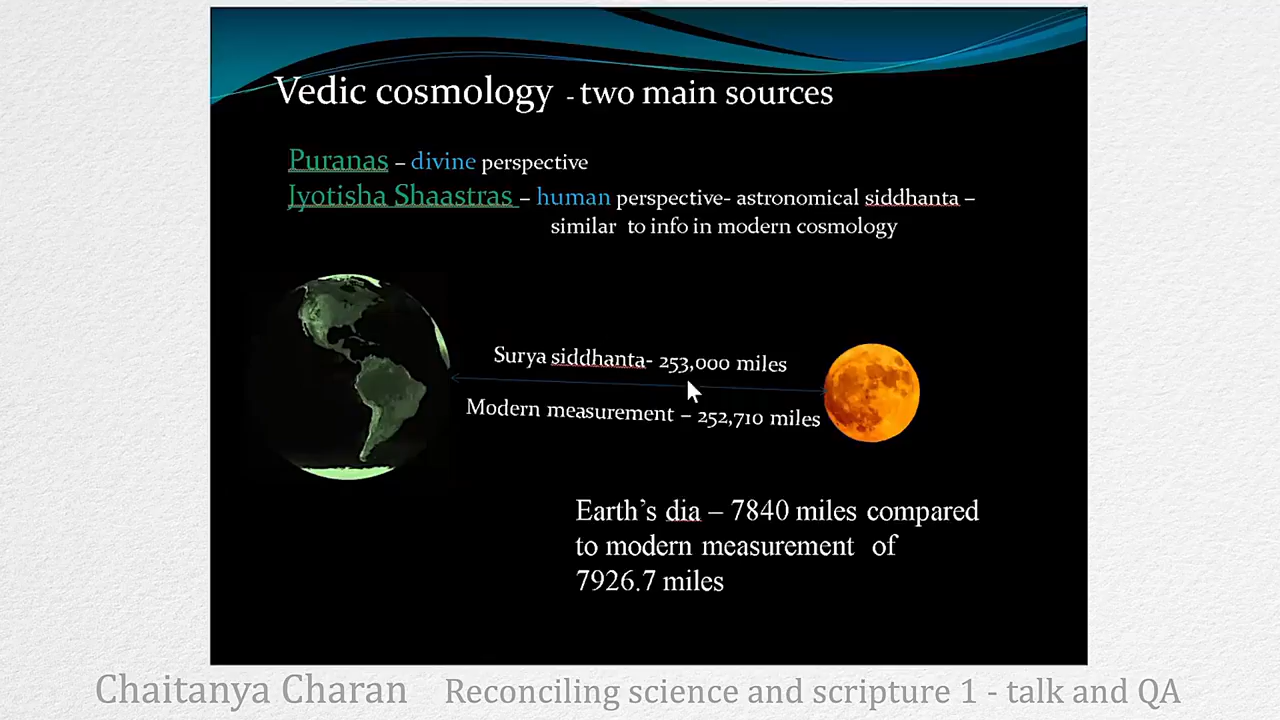 Vedic cosmology - two main sources
Puranas – divine perspective
Jyotisha Shaastras – human perspective- astronomical siddhanta –
similar to info in modern cosmology
Surya siddhanta- 253,000 miles
Modern measurement – 252,710 miles
Earth's dia – 7840 miles compared
to modern measurement of
7926.7 miles
Chaitanya Charan Reconciling science and scripture 1 - talk and QA